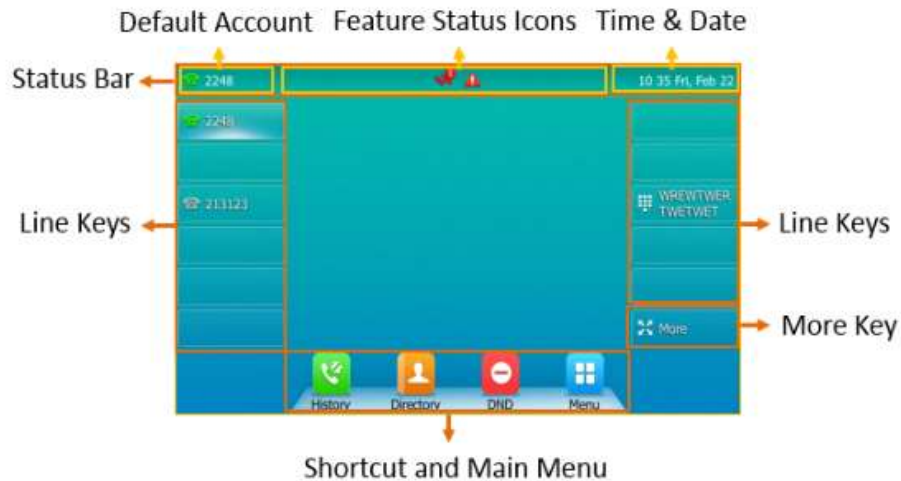 Default Account Feature Status Icons Time & Date
Status Bar 2248 10 35 Fri, Feb 22
2248
213123 WREWTWER
TWETWET
Line Keys Line Keys
More More Key
History Directory DND Menu
Shortcut and Main Menu